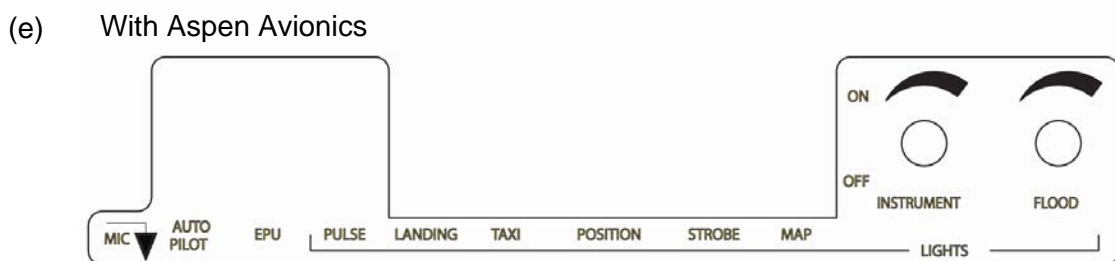 (e) With Aspen Avionics
ON
OFF
INSTRUMENT FLOOD
MIC AUTO PILOT EPU PULSE LANDING TAXI POSITION STROBE MAP
LIGHTS